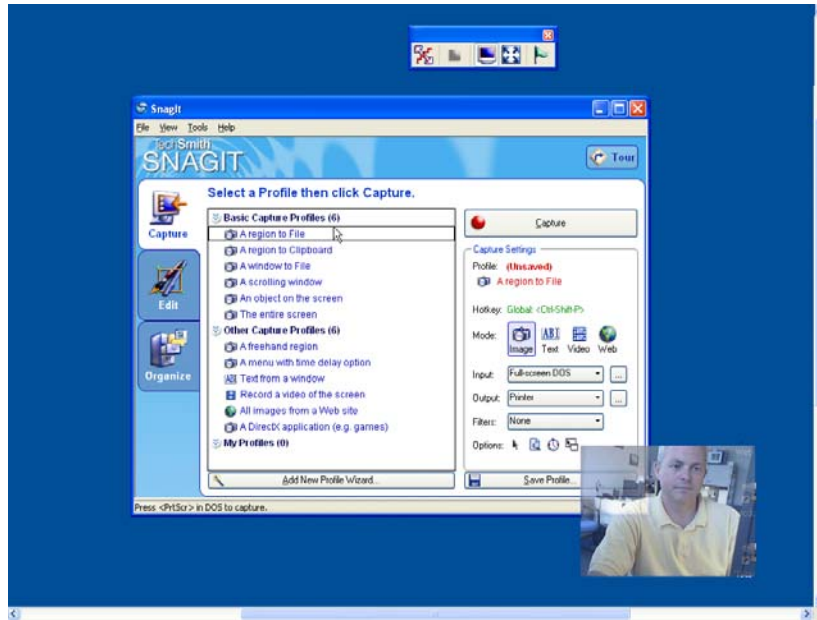 SnagIt
File View Tools Help
TechSmith
SNAGIT
Tour
Select a Profile then click Capture.
Capture
Edit
Organize
Basic Capture Profiles (6)
A region to File
A region to Clipboard
A window to File
A scrolling window
An object on the screen
The entire screen
Other Capture Profiles (6)
A freehand region
A menu with time delay option
ABI Text from a window
Record a video of the screen
All images from a Web site
A DirectX application (e.g. games)
My Profiles (0)
Add New Profile Wizard...
Capture
Capture Settings
Profile: (Unsaved)
A region to File
Hotkey: Global: <Ctrl-Shift-P>
Mode: ABI
Image Text Video Web
Input: Full-screen DOS ...
Output: Printer ...
Filters: None
Options:
Save Profile...
Press <PrtScr> in DOS to capture.